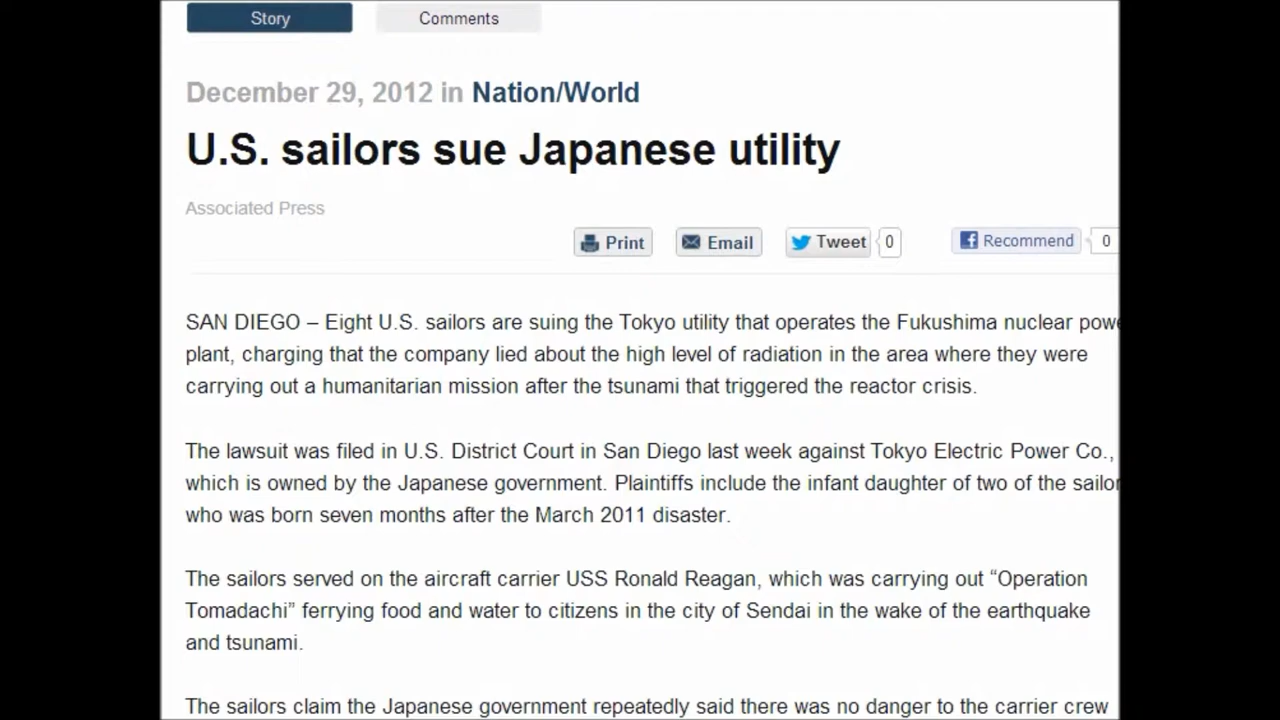 Story
Comments
December 29, 2012 in Nation/World
U.S. sailors sue Japanese utility
Associated Press
Print
Email
Tweet
0
Recommend
0
SAN DIEGO – Eight U.S. sailors are suing the Tokyo utility that operates the Fukushima nuclear powe
plant, charging that the company lied about the high level of radiation in the area where they were
carrying out a humanitarian mission after the tsunami that triggered the reactor crisis.
The lawsuit was filed in U.S. District Court in San Diego last week against Tokyo Electric Power Co.,
which is owned by the Japanese government. Plaintiffs include the infant daughter of two of the sailor
who was born seven months after the March 2011 disaster.
The sailors served on the aircraft carrier USS Ronald Reagan, which was carrying out “Operation
Tomadachi” ferrying food and water to citizens in the city of Sendai in the wake of the earthquake
and tsunami.
The sailors claim the Japanese government repeatedly said there was no danger to the carrier crew